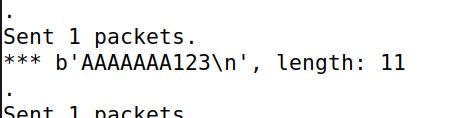 .
Sent 1 packets.
*** b'AAAAAAA123\n', length: 11
.
Sent 1 packets